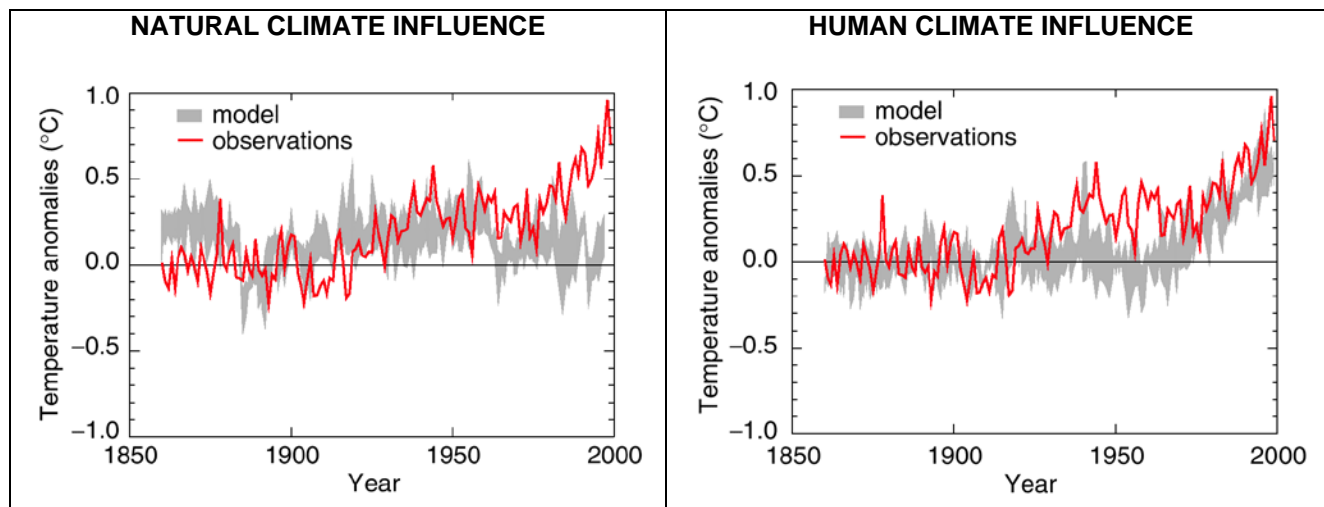 NATURAL CLIMATE INFLUENCE
Temperature anomalies (°C)
1.0
0.5
0.0
−0.5
−1.0
model
observations
1850
1900
1950
2000
Year
HUMAN CLIMATE INFLUENCE
Temperature anomalies (°C)
1.0
0.5
0.0
−0.5
−1.0
model
observations
1850
1900
1950
2000
Year